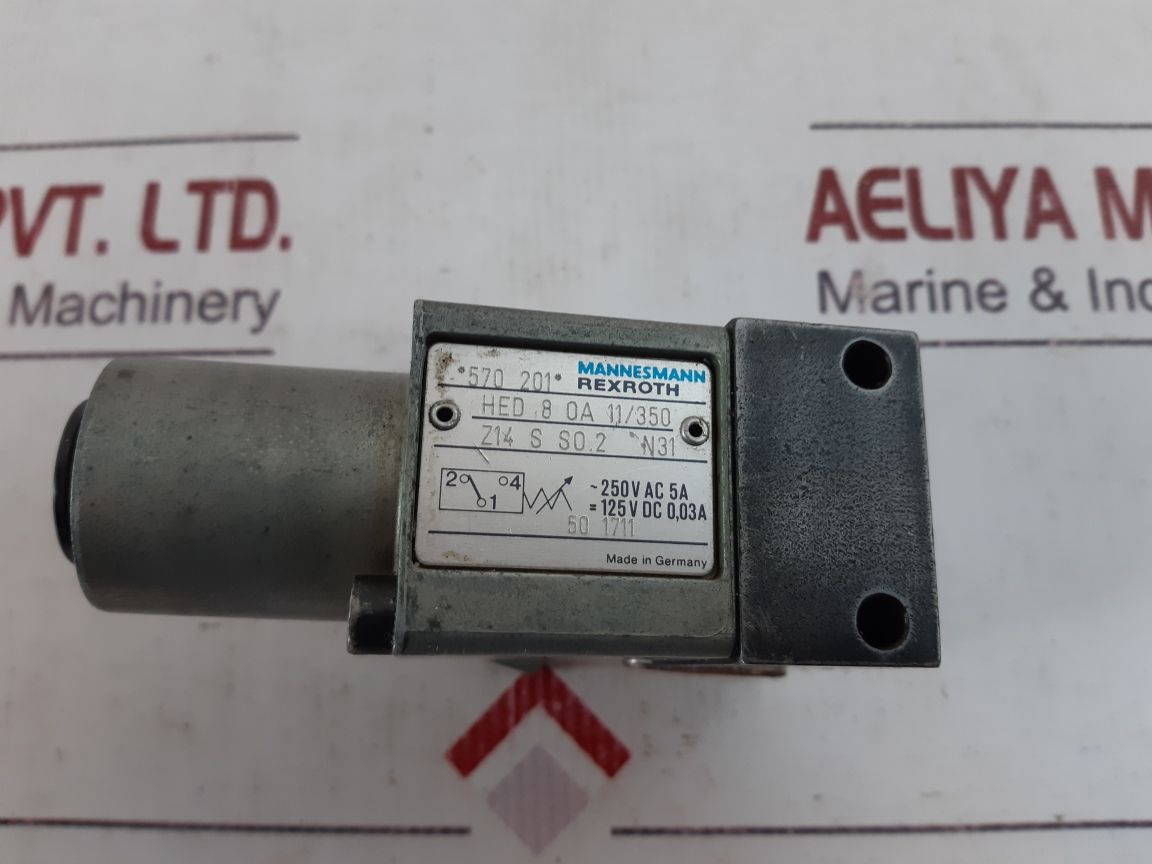 PVT. LTD.
Machinery
AELIYA M
Marine & Ind
*570 201*
MANNESMANN
REXROTH
HED 8 OA 11/350
Z14 S SO.2 N31
2 4
1
~250V AC 5A
=125V DC 0,03A
50 1711
Made in Germany